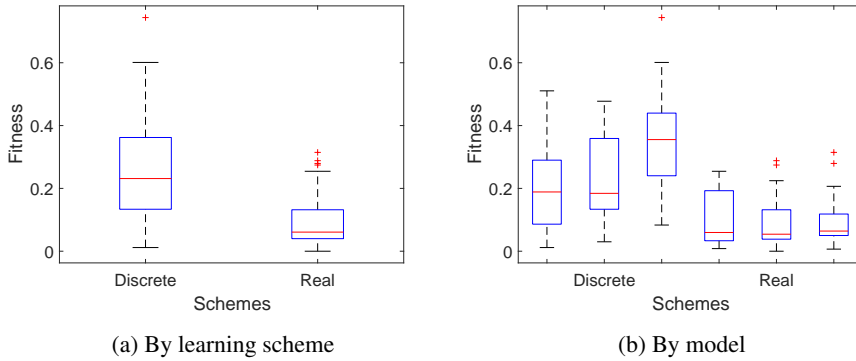 0.6
0.4
0.2
0
Fitness
Discrete
Real
Schemes
(a) By learning scheme
0.6
0.4
0.2
0
Fitness
Discrete
Real
Schemes
(b) By model